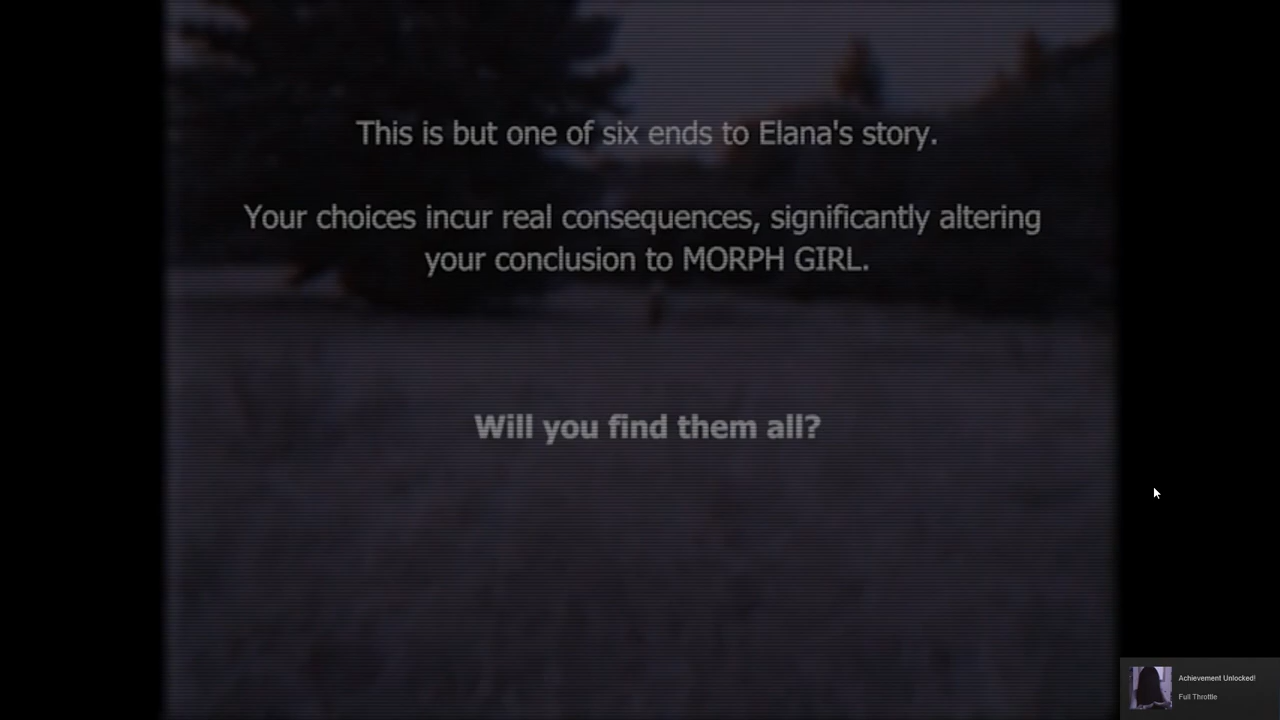 This is but one of six ends to Elana's story.
Your choices incur real consequences, significantly altering
your conclusion to MORPH GIRL.
Will you find them all?
Achievement Unlocked!
Full Throttle